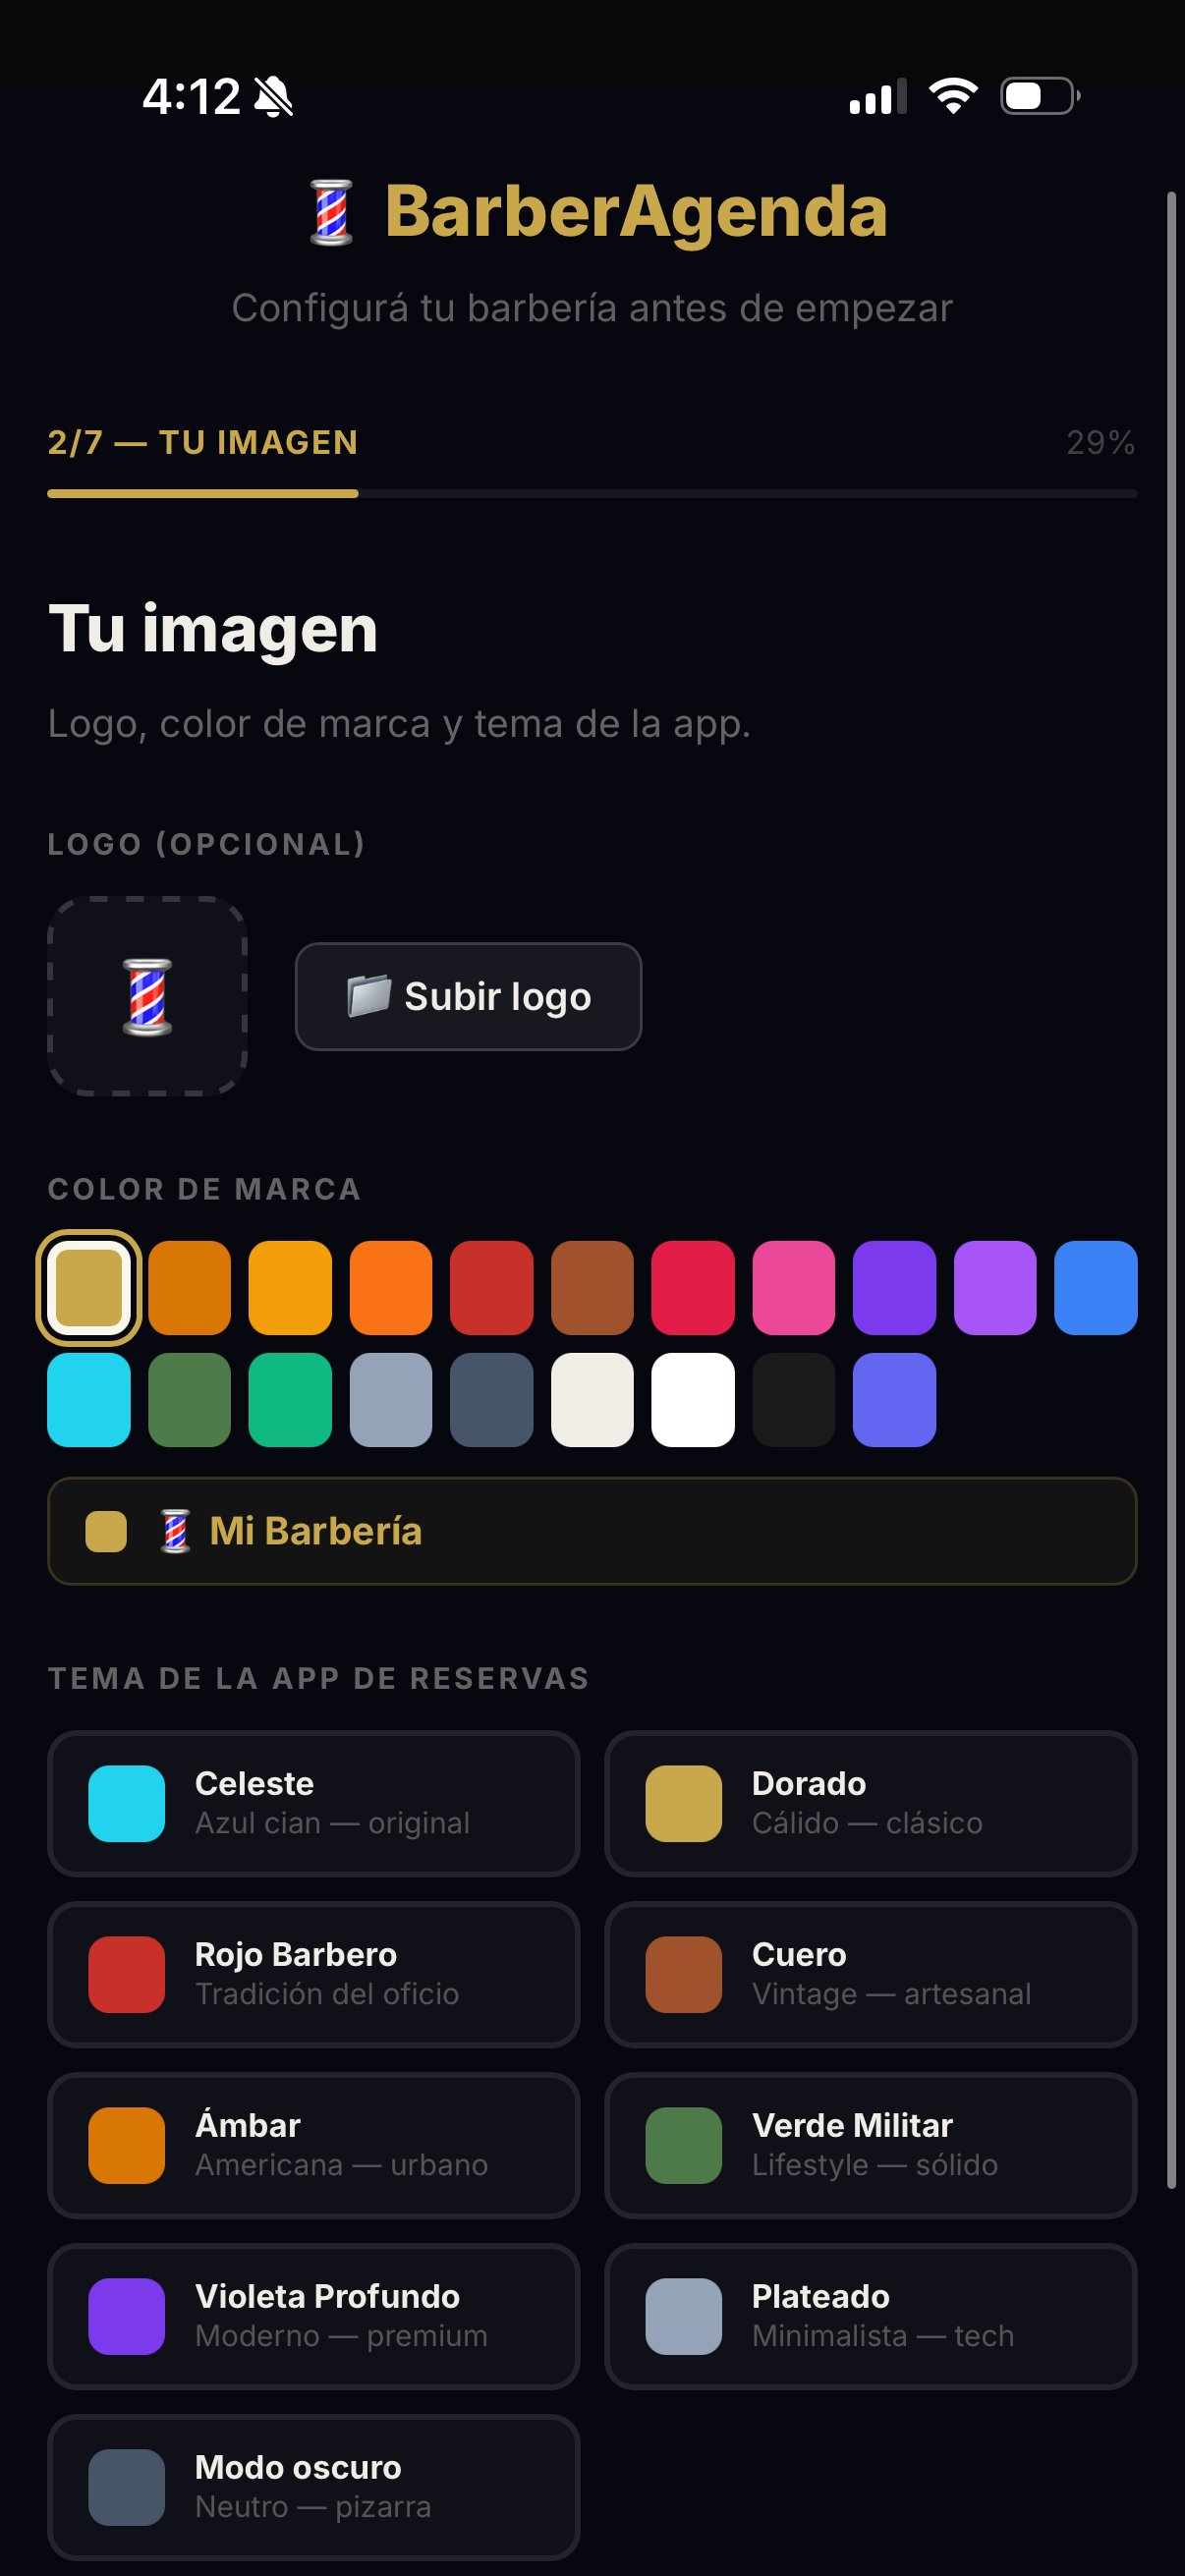 4:12
BarberAgenda
Configurá tu barbería antes de empezar
2/7 — TU IMAGEN
29%
Tu imagen
Logo, color de marca y tema de la app.
LOGO (OPCIONAL)
Subir logo
COLOR DE MARCA
Mi Barbería
TEMA DE LA APP DE RESERVAS
Celeste
Azul cian — original
Dorado
Cálido — clásico
Rojo Barbero
Tradición del oficio
Cuero
Vintage — artesanal
Ámbar
Americana — urbano
Verde Militar
Lifestyle — sólido
Violeta Profundo
Moderno — premium
Plateado
Minimalista — tech
Modo oscuro
Neutro — pizarra